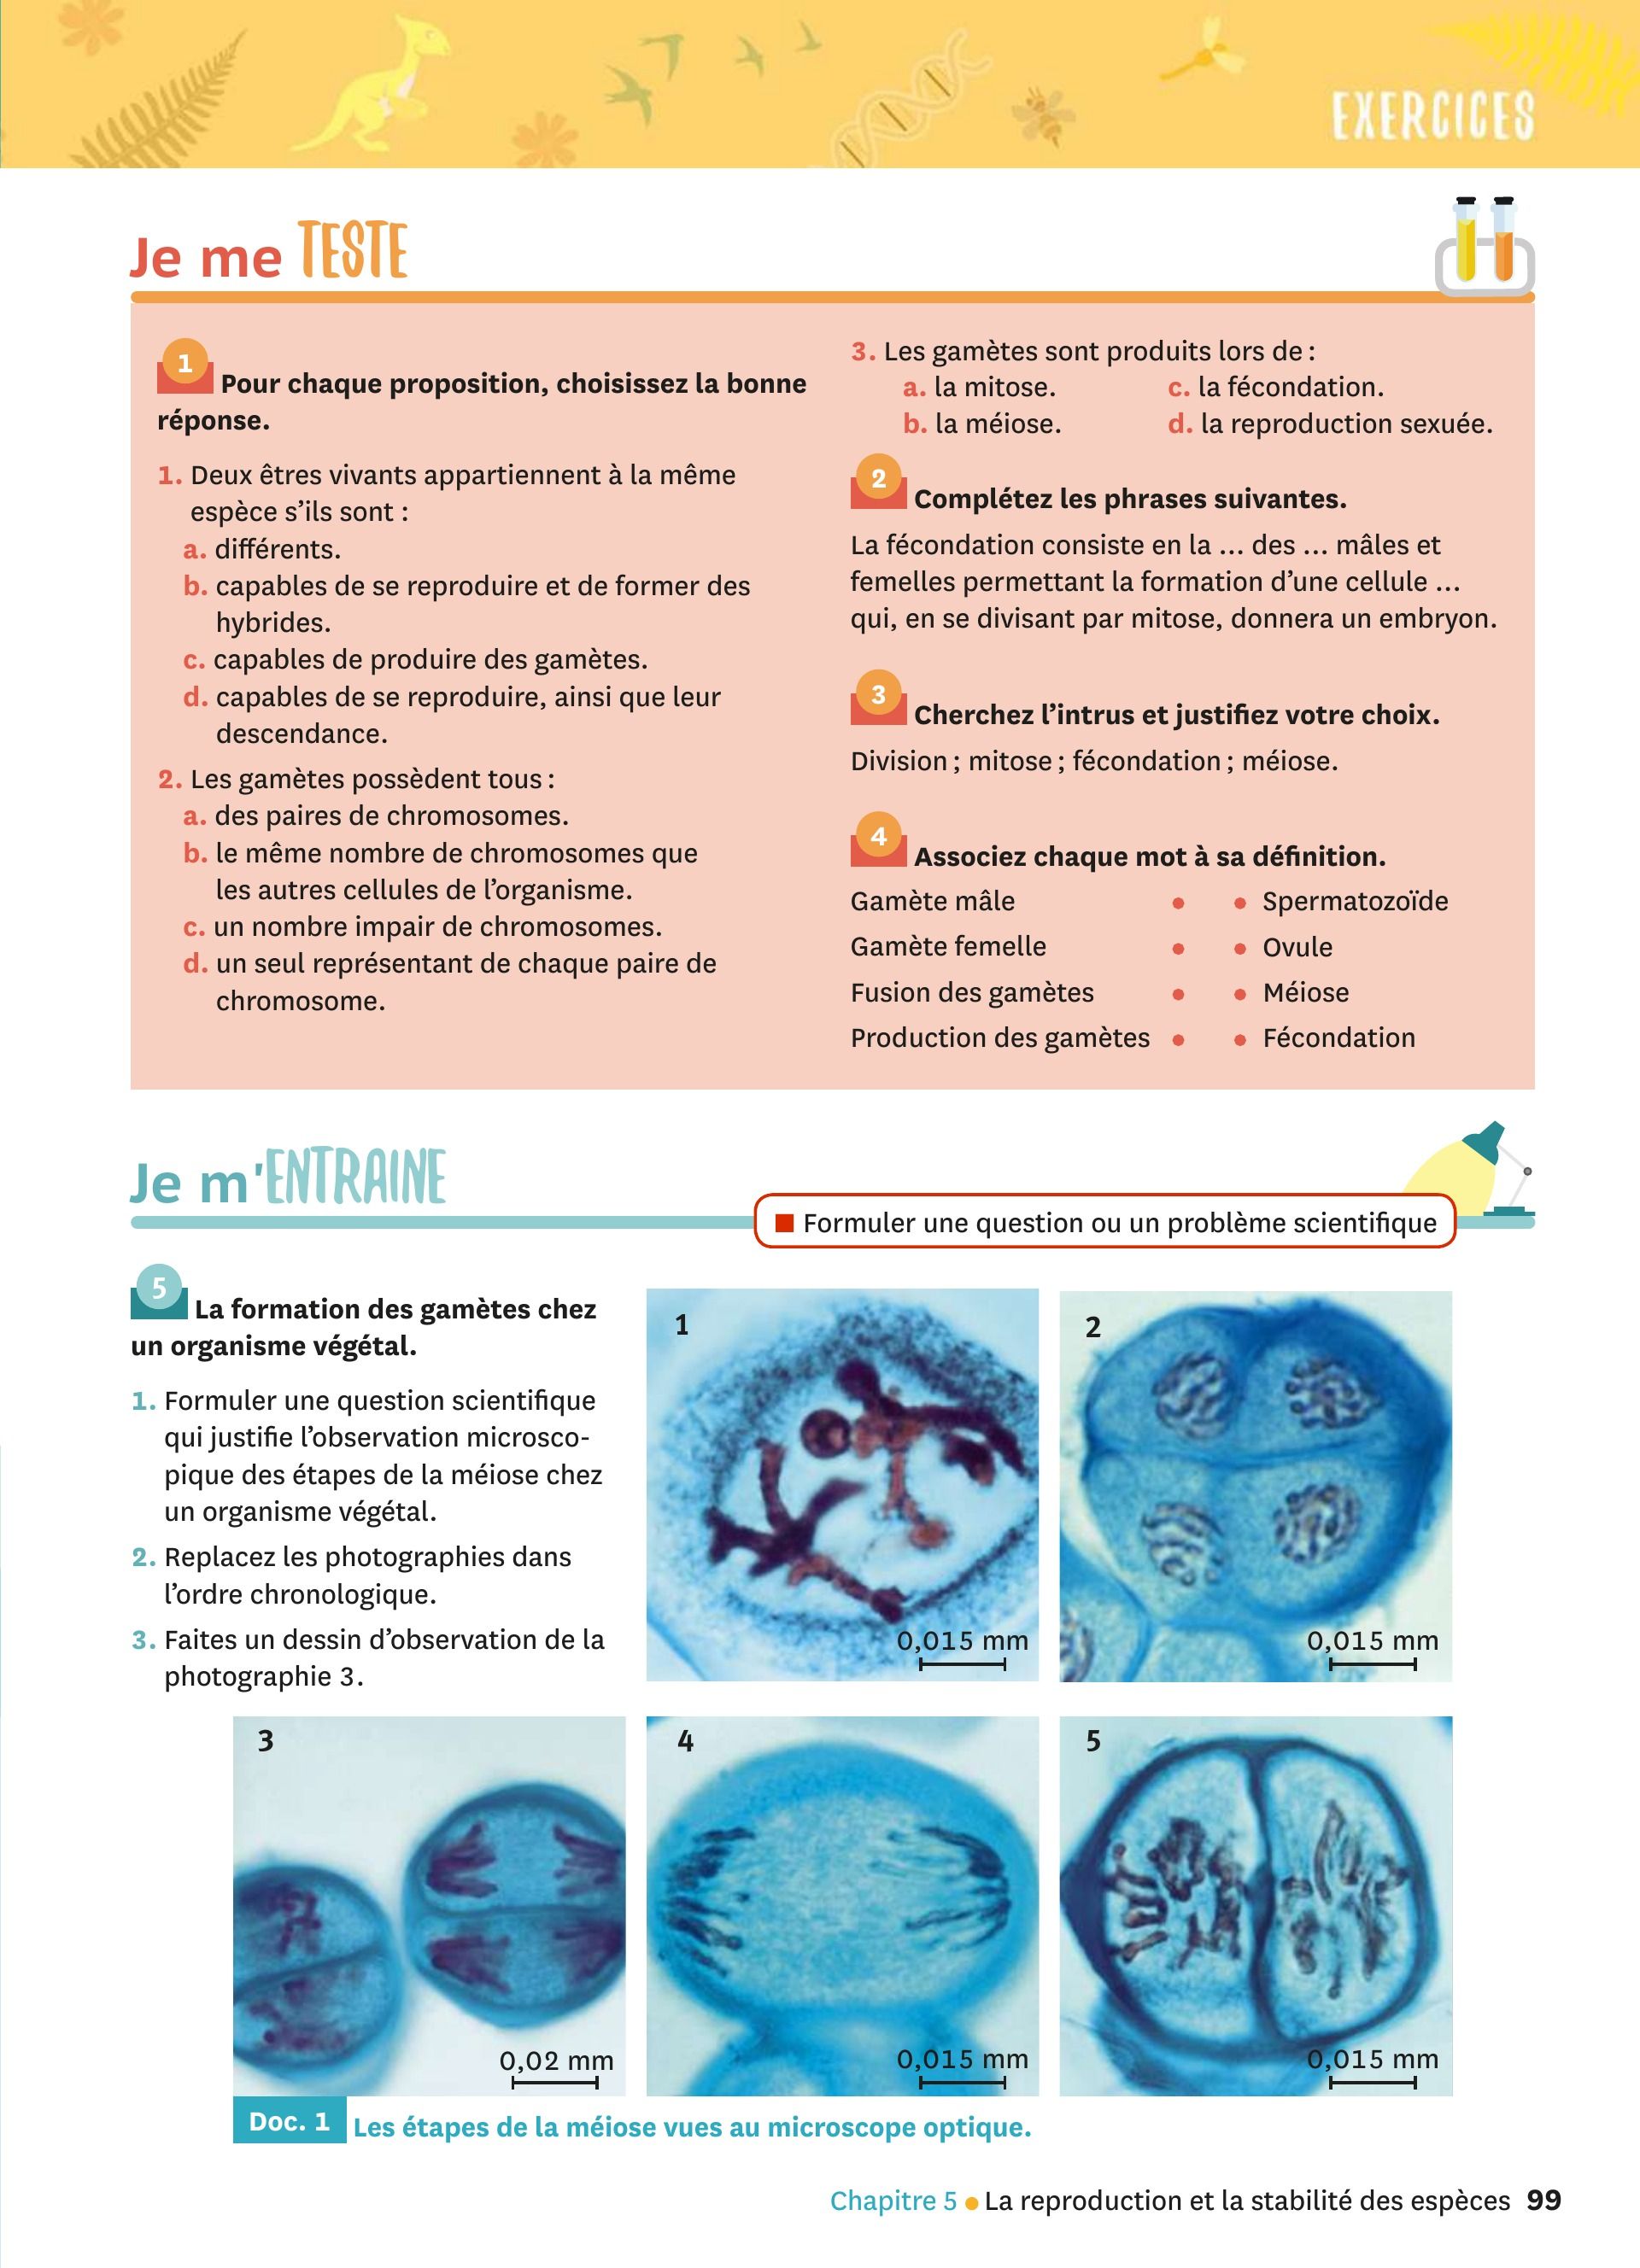 EXERCICES
Je me TESTE
1 Pour chaque proposition, choisissez la bonne
réponse.
1. Deux êtres vivants appartiennent à la même
espèce s’ils sont :
a. différents.
b. capables de se reproduire et de former des
hybrides.
c. capables de produire des gamètes.
d. capables de se reproduire, ainsi que leur
descendance.
2. Les gamètes possèdent tous :
a. des paires de chromosomes.
b. le même nombre de chromosomes que
les autres cellules de l’organisme.
c. un nombre impair de chromosomes.
d. un seul représentant de chaque paire de
chromosome.
3. Les gamètes sont produits lors de :
a. la mitose. c. la fécondation.
b. la méiose. d. la reproduction sexuée.
2 Complétez les phrases suivantes.
La fécondation consiste en la ... des ... mâles et
femelles permettant la formation d’une cellule ...
qui, en se divisant par mitose, donnera un embryon.
3 Cherchez l’intrus et justifiez votre choix.
Division ; mitose ; fécondation ; méiose.
4 Associez chaque mot à sa définition.
Gamète mâle • • Spermatozoïde
Gamète femelle • • Ovule
Fusion des gamètes • • Méiose
Production des gamètes • • Fécondation
Je m'ENTRAINE
■ Formuler une question ou un problème scientifique
5 La formation des gamètes chez
un organisme végétal.
1. Formuler une question scientifique
qui justifie l’observation microsco-
pique des étapes de la méiose chez
un organisme végétal.
2. Replacez les photographies dans
l’ordre chronologique.
3. Faites un dessin d’observation de la
photographie 3.
1
0,015 mm
2
0,015 mm
3
0,02 mm
4
0,015 mm
5
0,015 mm
Doc. 1 Les étapes de la méiose vues au microscope optique.
Chapitre 5 • La reproduction et la stabilité des espèces 99